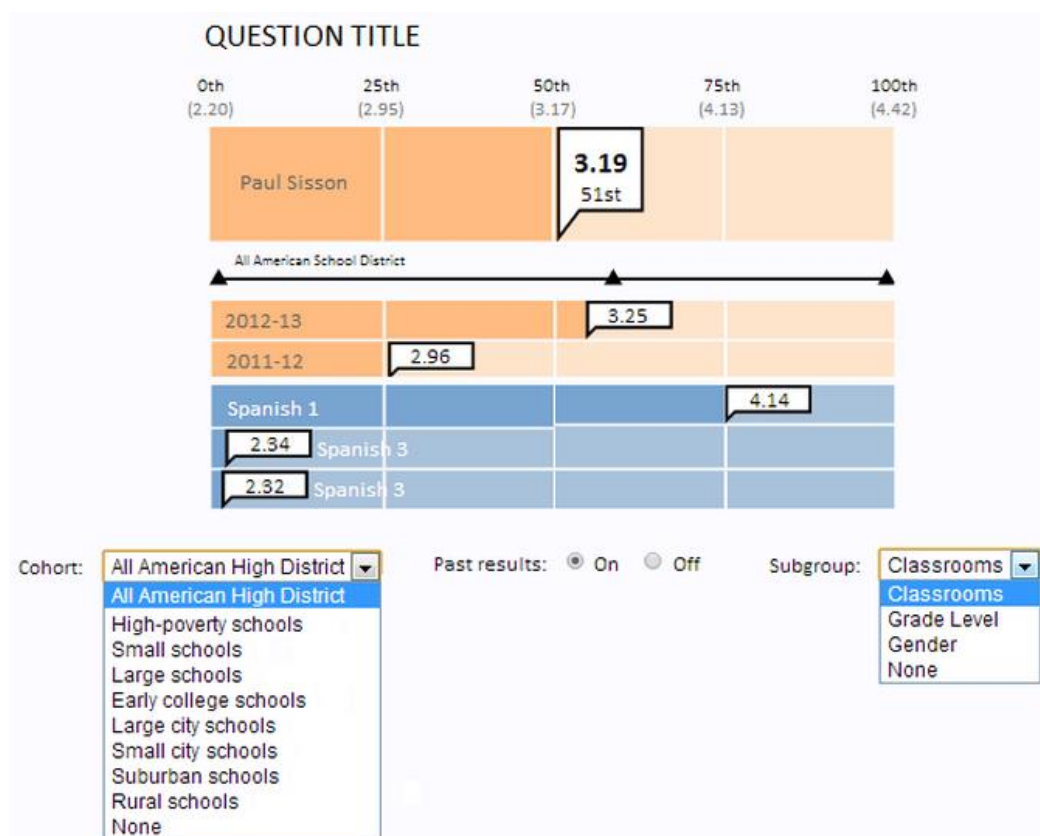 QUESTION TITLE
0th 25th 50th 75th 100th
(2.20) (2.95) (3.17) (4.13) (4.42)
Paul Sisson
3.19
51st
All American School District
2012-13 3.25
2011-12 2.96
Spanish 1 4.14
2.34 Spanish 3
2.32 Spanish 3
Cohort: All American High District Past results: On Off Subgroup: Classrooms
All American High District
High-poverty schools
Small schools
Large schools
Early college schools
Large city schools
Small city schools
Suburban schools
Rural schools
None
Classrooms
Grade Level
Gender
None